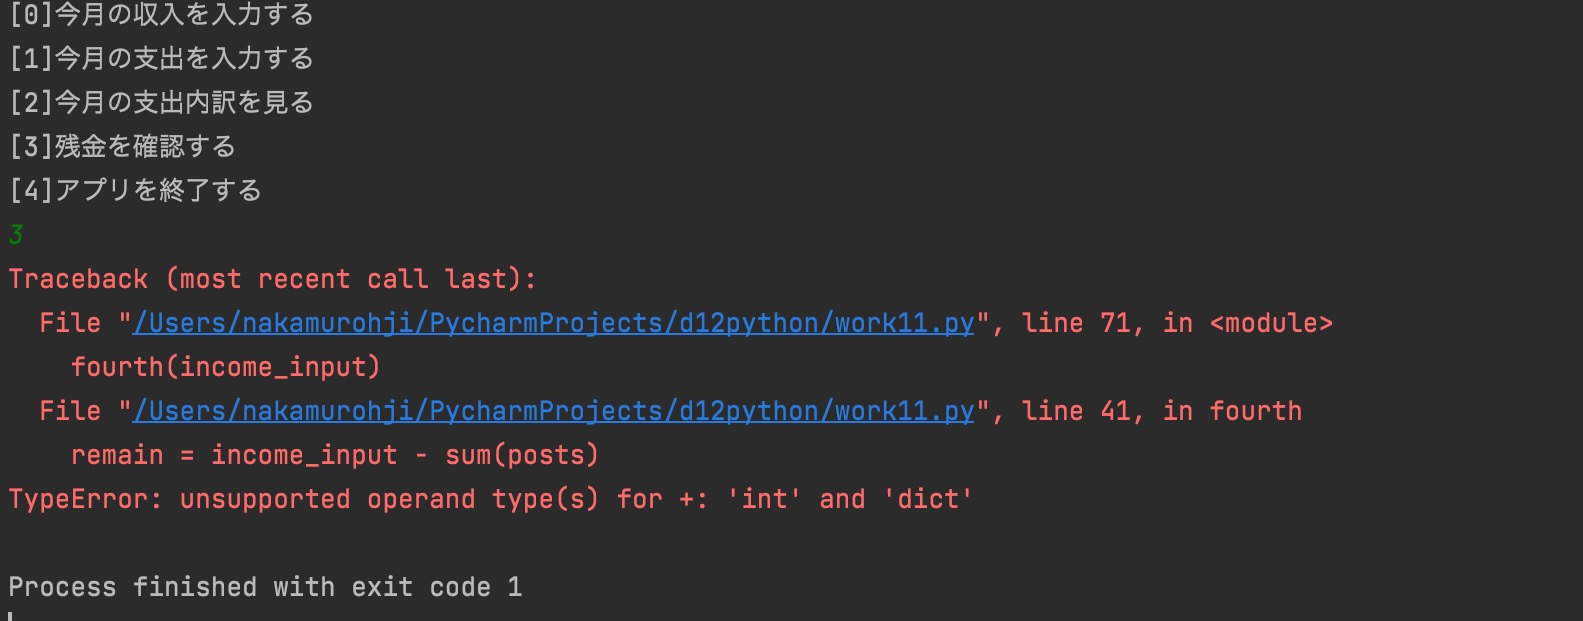 [0]今月の収入を入力する
[1]今月の支出を入力する
[2]今月の支出内訳を見る
[3]残金を確認する
[4]アプリを終了する
3
Traceback (most recent call last):
  File "/Users/nakamurohji/PycharmProjects/d12python/work11.py", line 71, in <module>
    fourth(income_input)
  File "/Users/nakamurohji/PycharmProjects/d12python/work11.py", line 41, in fourth
    remain = income_input - sum(posts)
TypeError: unsupported operand type(s) for +: 'int' and 'dict'
Process finished with exit code 1